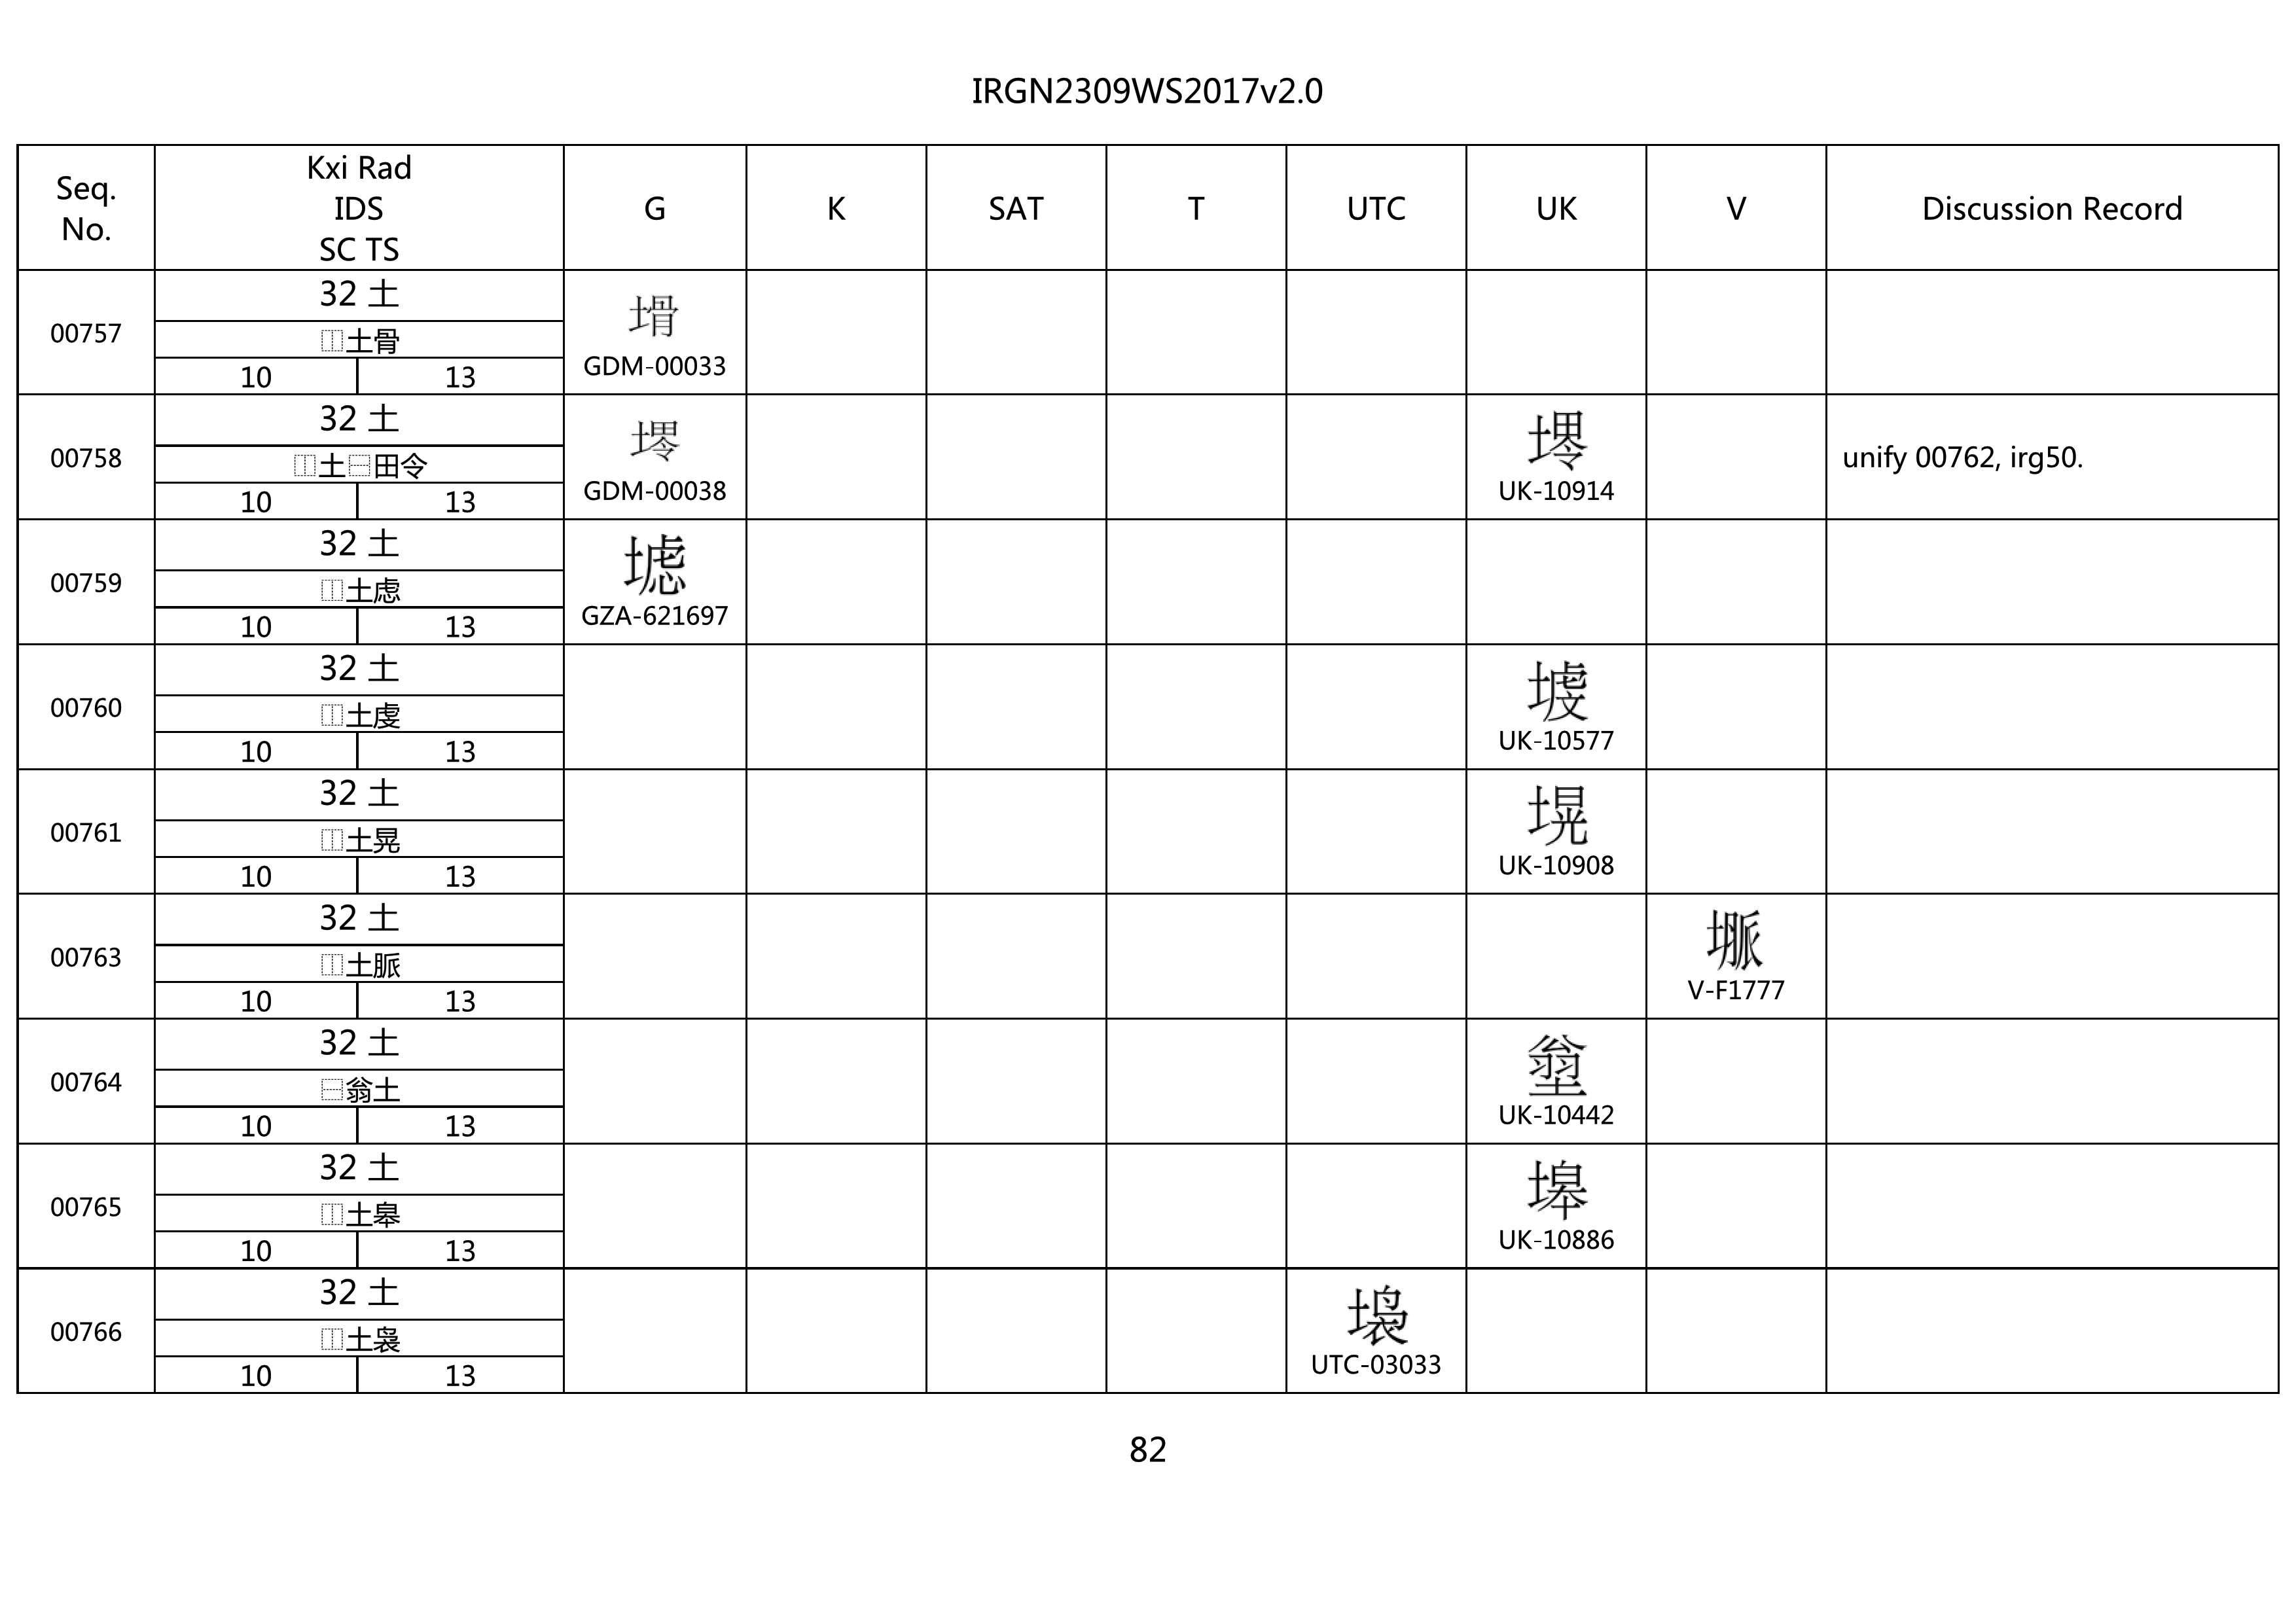 IRGN2309WS2017v2.0
Seq. No. | Kxi Rad IDS SC TS | G | K | SAT | T | UTC | UK | V | Discussion Record
00757
32 土
⿰土骨
10 13
GDM-00033
00758
32 土
⿰土⿱田令
10 13
GDM-00038
UK-10914
unify 00762, irg50.
00759
32 土
⿰土虑
10 13
GZA-621697
00760
32 土
⿰土虔
10 13
UK-10577
00761
32 土
⿰土晃
10 13
UK-10908
00763
32 土
⿰土脈
10 13
V-F1777
00764
32 土
⿱翁土
10 13
UK-10442
00765
32 土
⿰土皋
10 13
UK-10886
00766
32 土
⿰土袅
10 13
UTC-03033
82